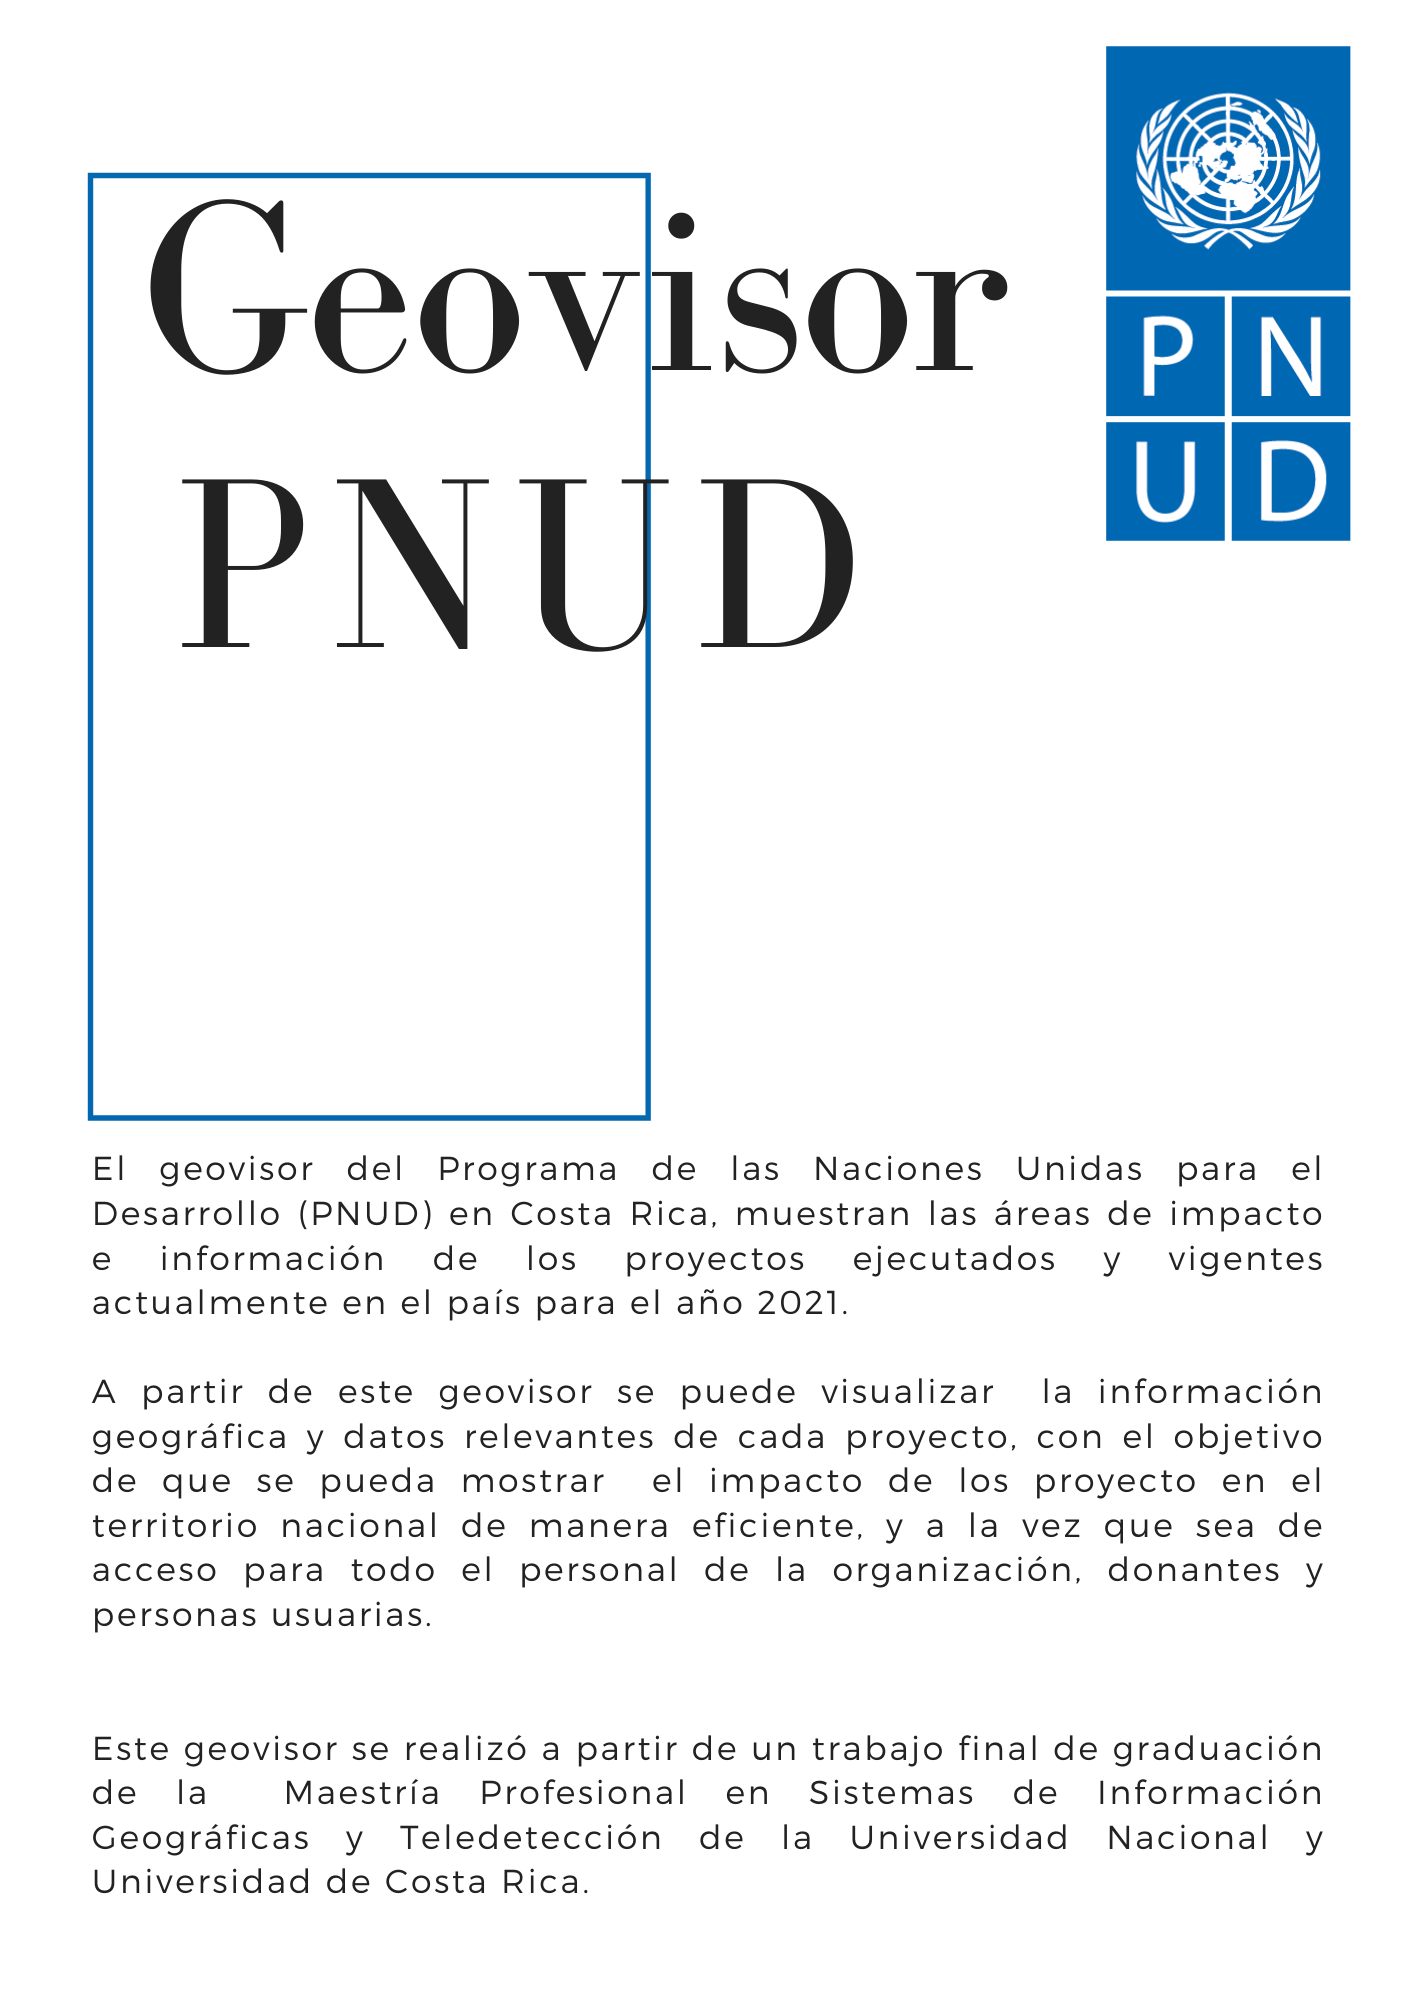 Geovisor
PNUD
P N
U D
El geovisor del Programa de las Naciones Unidas para el
Desarrollo (PNUD) en Costa Rica, muestran las áreas de impacto
e información de los proyectos ejecutados y vigentes
actualmente en el país para el año 2021.
A partir de este geovisor se puede visualizar la información
geográfica y datos relevantes de cada proyecto, con el objetivo
de que se pueda mostrar el impacto de los proyecto en el
territorio nacional de manera eficiente, y a la vez que sea de
acceso para todo el personal de la organización, donantes y
personas usuarias.
Este geovisor se realizó a partir de un trabajo final de graduación
de la Maestría Profesional en Sistemas de Información
Geográficas y Teledetección de la Universidad Nacional y
Universidad de Costa Rica.